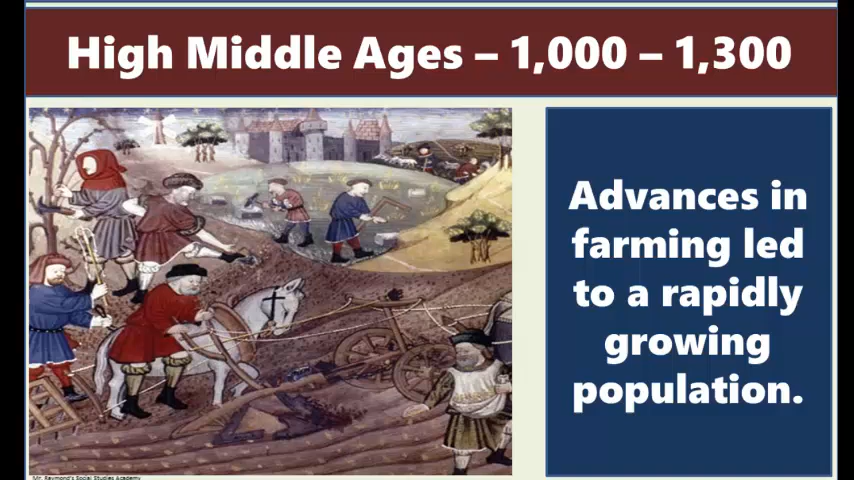 High Middle Ages – 1,000 – 1,300
Advances in
farming led
to a rapidly
growing
population.
Mr. Raymond's Social Studies Academy